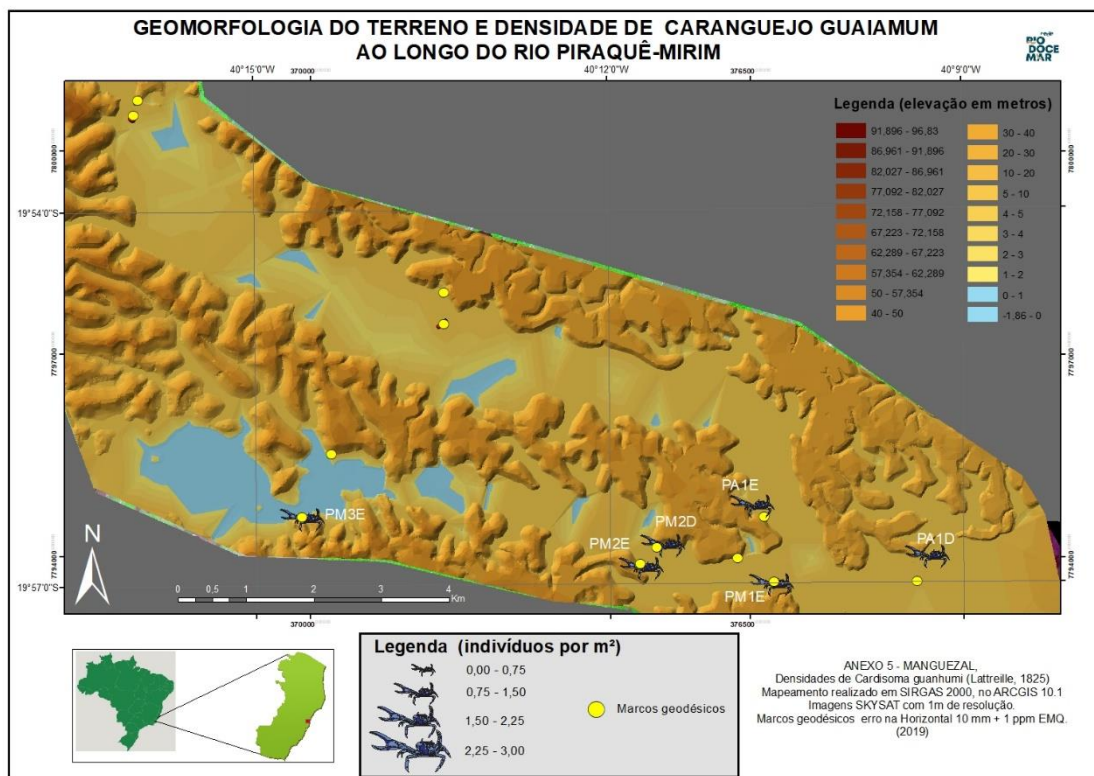 GEOMORFOLOGIA DO TERRENO E DENSIDADE DE CARANGUEJO GUAIAMUM
AO LONGO DO RIO PIRAQUÊ-MIRIM
RIO
DOCE
MAR
40°15'0"W
370000
40°12'0"W
376500
40°9'0"W
7800000
19°54'0"S
7797000
7794000
19°57'0"S
7800000
7797000
7794000
Legenda (elevação em metros)
91,896 - 96,83
86,961 - 91,896
82,027 - 86,961
77,092 - 82,027
72,158 - 77,092
67,223 - 72,158
62,289 - 67,223
57,354 - 62,289
50 - 57,354
40 - 50
30 - 40
20 - 30
10 - 20
5 - 10
4 - 5
3 - 4
2 - 3
1 - 2
0 - 1
-1,86 - 0
PA1E
PM3E
PM2D
PA1D
PM2E
PM1E
N
0 0,5 1 2 3 4
Km
370000
376500
Legenda (indivíduos por m²)
0,00 - 0,75
0,75 - 1,50
1,50 - 2,25
2,25 - 3,00
Marcos geodésicos
ANEXO 5 - MANGUEZAL,
Densidades de Cardisoma guanhumi (Lattreille, 1825)
Mapeamento realizado em SIRGAS 2000, no ARCGIS 10.1
Imagens SKYSAT com 1m de resolução.
Marcos geodésicos erro na Horizontal 10 mm + 1 ppm EMQ.
(2019)